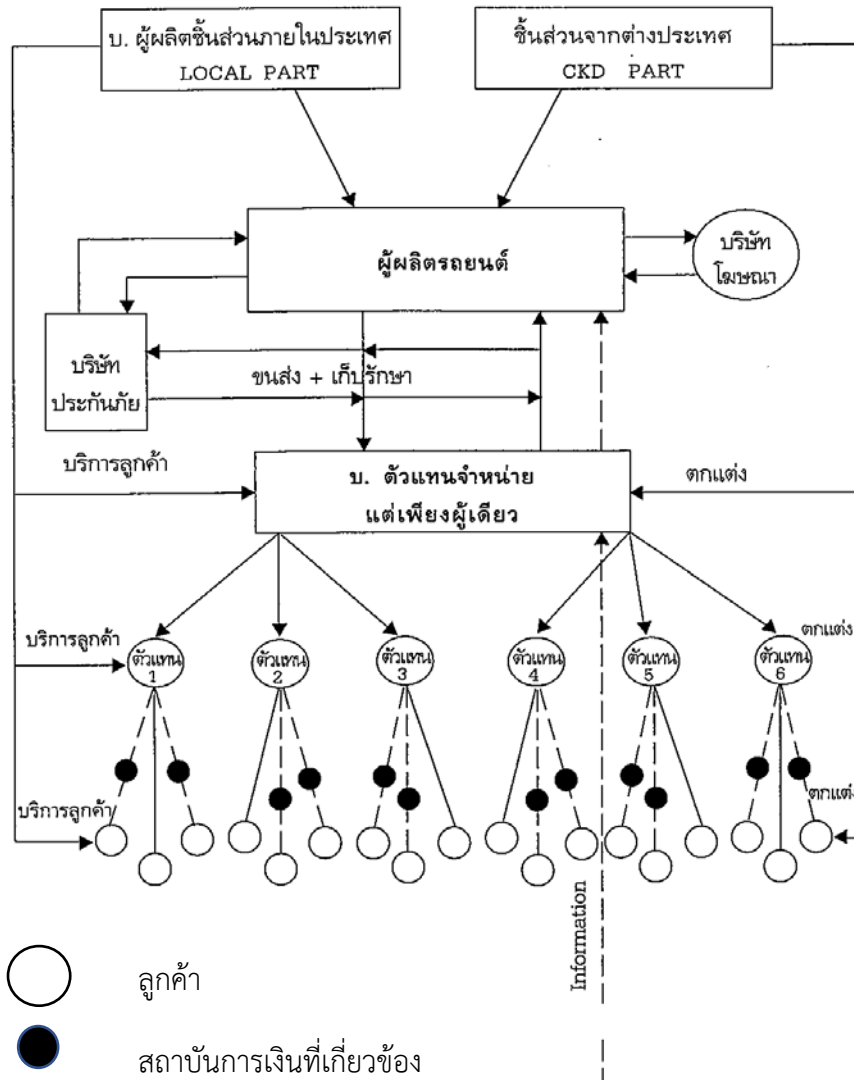 บ. ผู้ผลิตชิ้นส่วนภายในประเทศ
LOCAL PART
ชิ้นส่วนจากต่างประเทศ
CKD PART
ผู้ผลิตรถยนต์
บริษัท
โฆษณา
บริษัท
ประกันภัย
ขนส่ง + เก็บรักษา
บริการลูกค้า
บ. ตัวแทนจำหน่าย
แต่เพียงผู้เดียว
ตกแต่ง
บริการลูกค้า
ตัวแทน
1
ตัวแทน
2
ตัวแทน
3
ตัวแทน
4
ตัวแทน
5
ตัวแทน
6
ตกแต่ง
บริการลูกค้า
ตกแต่ง
Information
ลูกค้า
สถาบันการเงินที่เกี่ยวข้อง